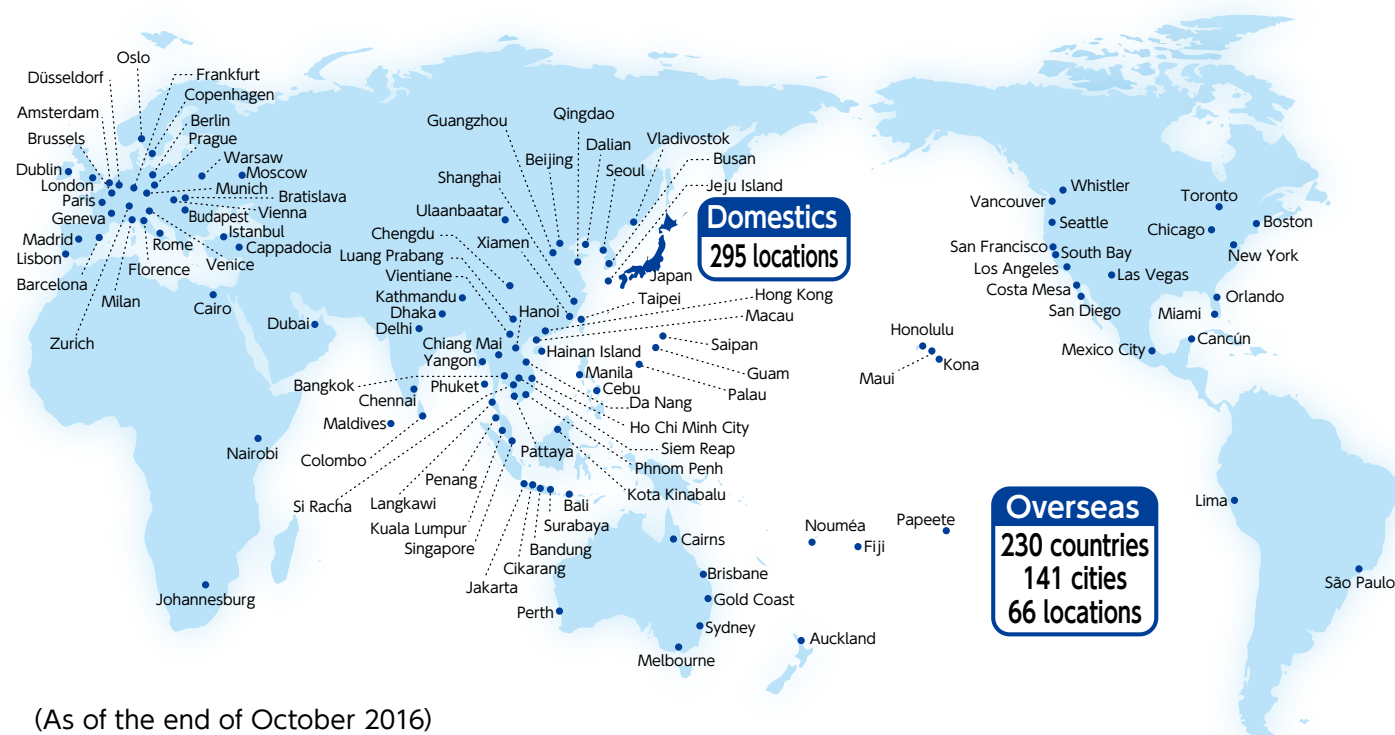 Oslo
Düsseldorf
Frankfurt
Copenhagen
Amsterdam
Berlin
Brussels
Prague
Dublin
Warsaw
Moscow
London
Munich
Paris
Bratislava
Geneva
Budapest
Vienna
Madrid
Istanbul
Lisbon
Rome
Cappadocia
Barcelona
Florence
Venice
Milan
Zurich
Cairo
Dubai
Nairobi
Johannesburg
Guangzhou
Qingdao
Beijing
Dalian
Vladivostok
Shanghai
Seoul
Busan
Ulaanbaatar
Jeju Island
Chengdu
Xiamen
Luang Prabang
Vientiane
Japan
Kathmandu
Hanoi
Taipei
Hong Kong
Dhaka
Macau
Delhi
Chiang Mai
Hainan Island
Saipan
Yangon
Manila
Guam
Bangkok
Phuket
Cebu
Palau
Chennai
Da Nang
Maldives
Ho Chi Minh City
Colombo
Pattaya
Siem Reap
Penang
Phnom Penh
Si Racha
Langkawi
Kota Kinabalu
Kuala Lumpur
Bali
Singapore
Surabaya
Bandung
Cikarang
Jakarta
Cairns
Brisbane
Perth
Gold Coast
Sydney
Melbourne
Auckland
Nouméa
Fiji
Papeete
Domestics
295 locations
Honolulu
Maui
Kona
Whistler
Vancouver
Toronto
Seattle
Chicago
Boston
San Francisco
South Bay
New York
Los Angeles
Las Vegas
Costa Mesa
Orlando
San Diego
Miami
Mexico City
Cancún
Lima
São Paulo
Overseas
230 countries
141 cities
66 locations
(As of the end of October 2016)